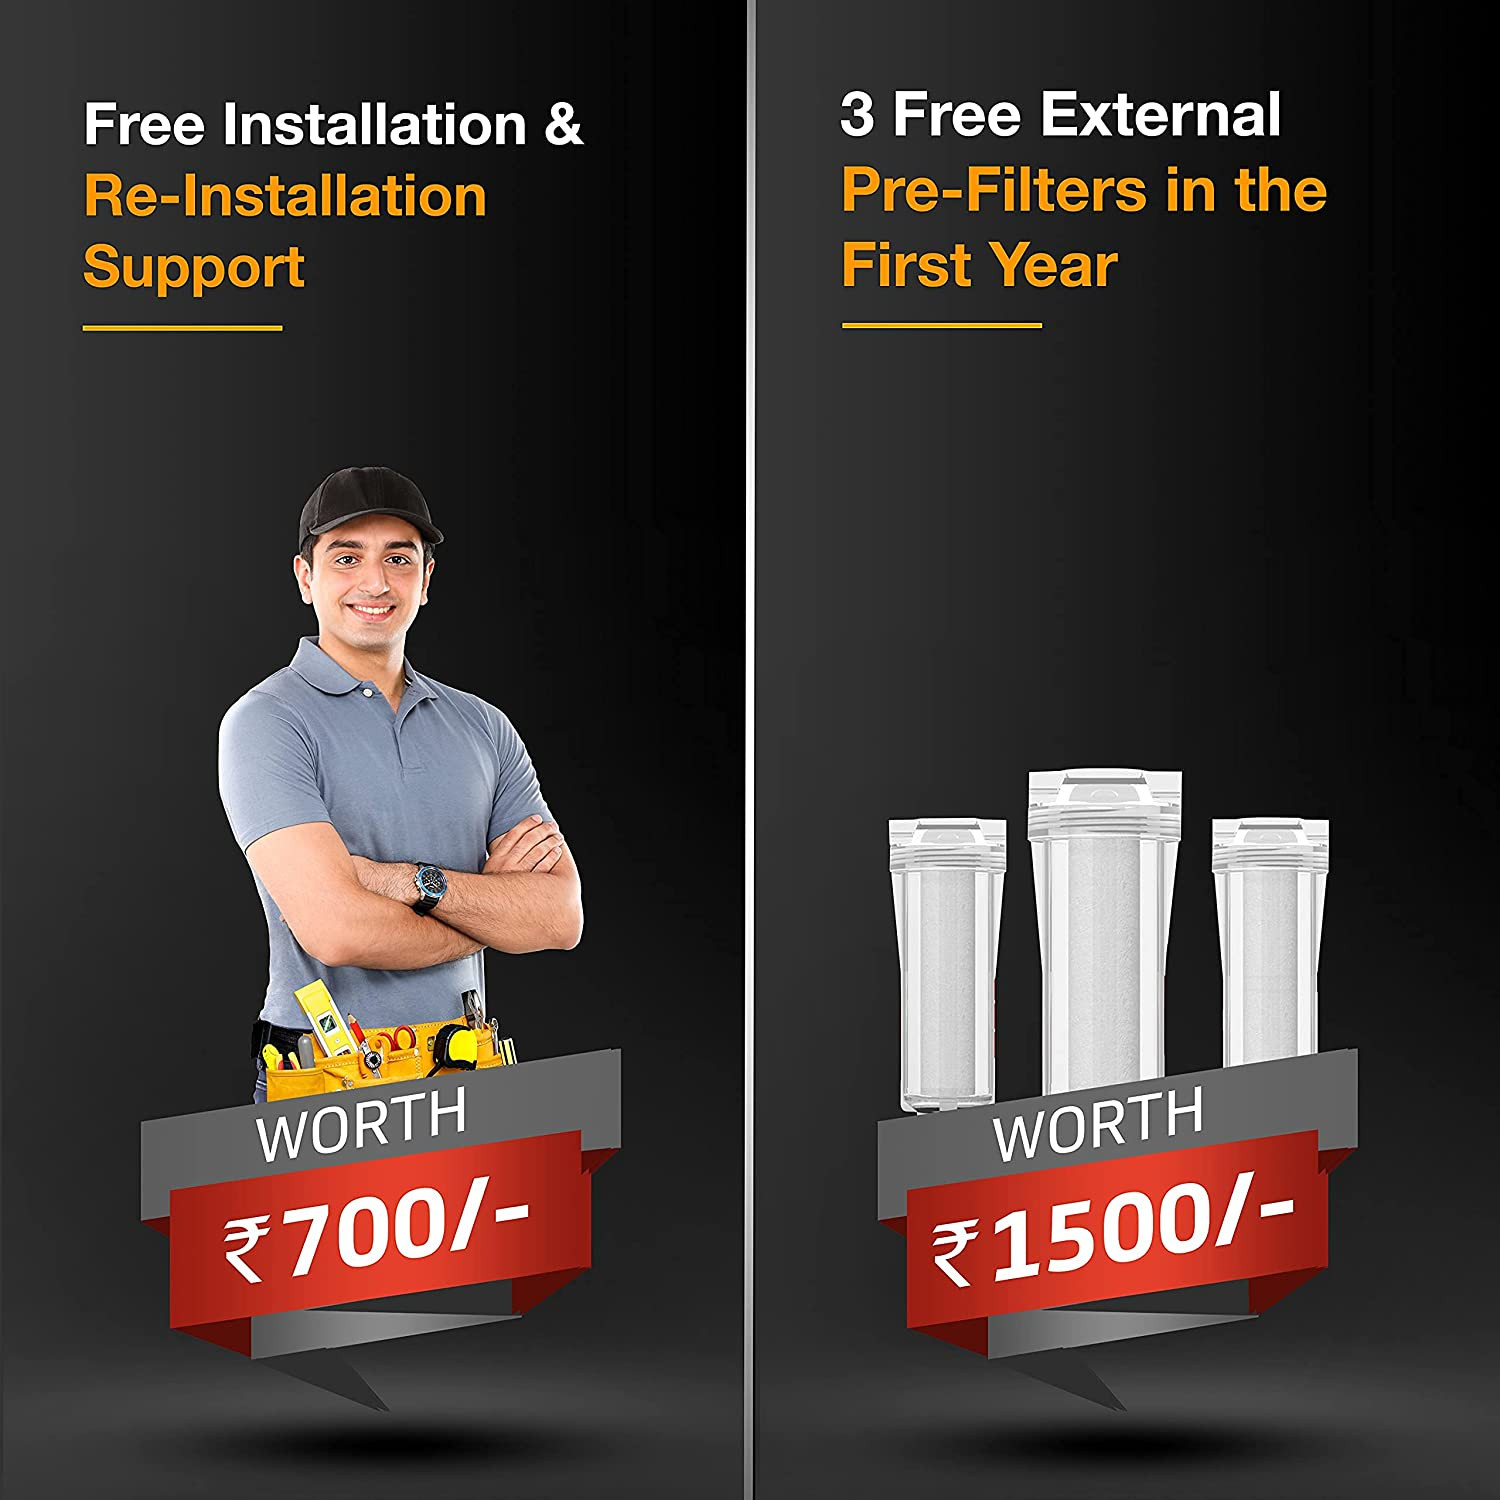 Free Installation &
Re-Installation
Support
WORTH
₹700/-
3 Free External
Pre-Filters in the
First Year
WORTH
₹1500/-